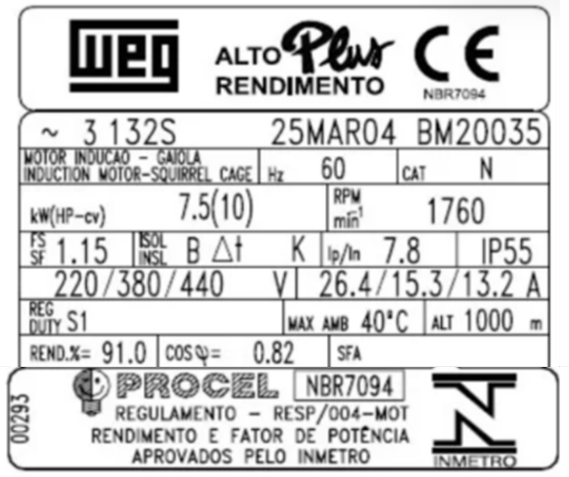 WEG ALTO Plus CE
RENDIMENTO NBR7094
~ 3 132S 25MAR04 BM20035
MOTOR INDUCAO - GAIOLA
INDUCTION MOTOR-SQUIRREL CAGE Hz 60 CAT N
kW(HP-cv) 7.5(10) RPM min⁻¹ 1760
FS SF 1.15 ISOL INSL B Δt K Ip/In 7.8 IP55
220/380/440 V 26.4/15.3/13.2 A
REG DUTY S1 MAX AMB 40°C ALT 1000 m
REND.%= 91.0 COSφ= 0.82 SFA
PROCEL NBR7094
REGULAMENTO - RESP/004-MOT
RENDIMENTO E FATOR DE POTÊNCIA
APROVADOS PELO INMETRO
INMETRO
00293